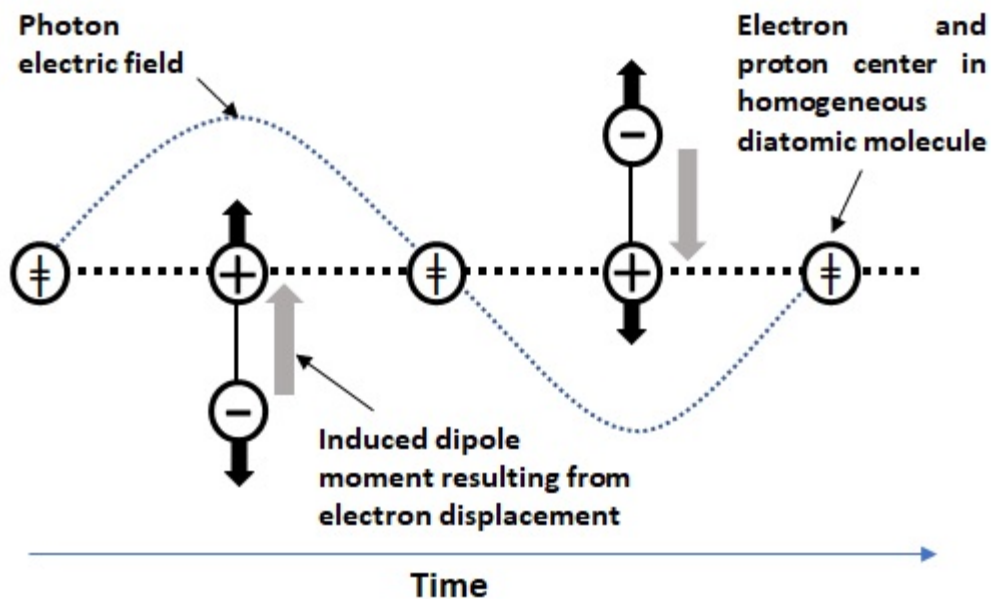 Photon
electric field
Electron and
proton center in
homogeneous
diatomic molecule
ǂ
+
ǂ
−
+
ǂ
−
Induced dipole
moment resulting from
electron displacement
Time